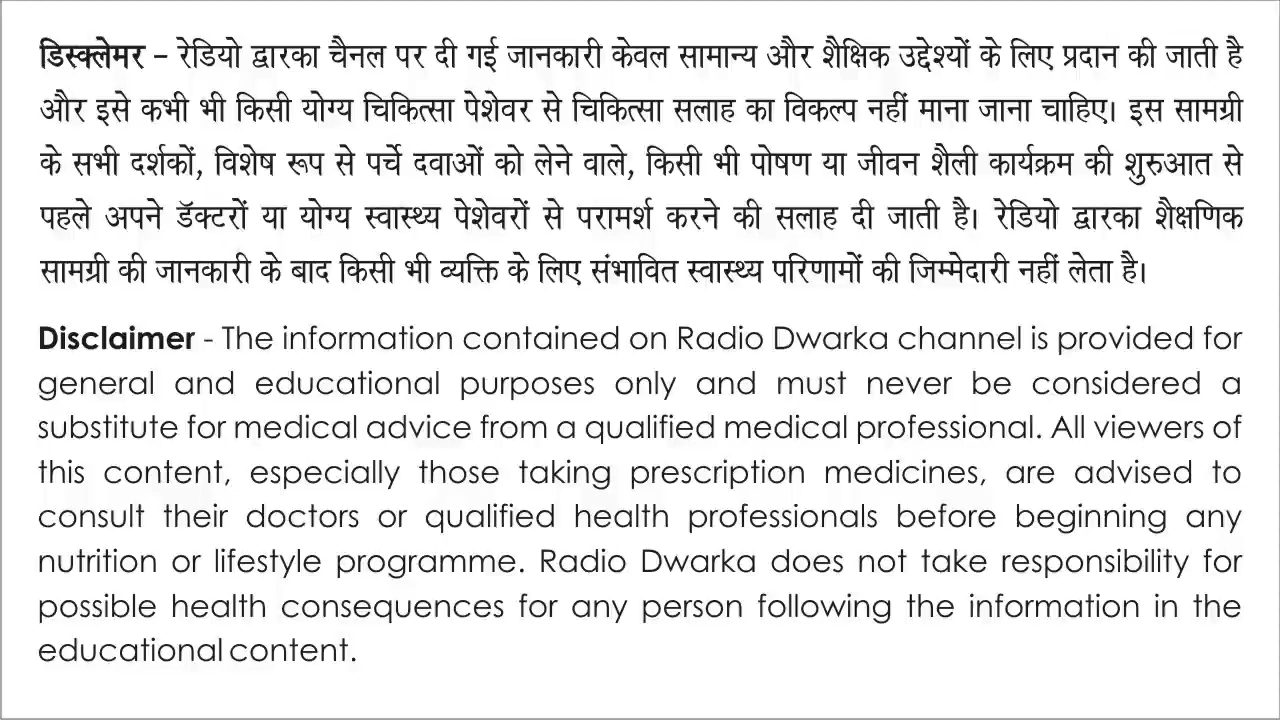 डिस्क्लेमर – रेडियो द्वारका चैनल पर दी गई जानकारी केवल सामान्य और शैक्षिक उद्देश्यों के लिए प्रदान की जाती है
और इसे कभी भी किसी योग्य चिकित्सा पेशेवर से चिकित्सा सलाह का विकल्प नहीं माना जाना चाहिए। इस सामग्री
के सभी दर्शकों, विशेष रूप से पर्चे दवाओं को लेने वाले, किसी भी पोषण या जीवन शैली कार्यक्रम की शुरुआत से
पहले अपने डॅक्टरों या योग्य स्वास्थ्य पेशेवरों से परामर्श करने की सलाह दी जाती है। रेडियो द्वारका शैक्षणिक
सामग्री की जानकारी के बाद किसी भी व्यक्ति के लिए संभावित स्वास्थ्य परिणामों की जिम्मेदारी नहीं लेता है।
Disclaimer - The information contained on Radio Dwarka channel is provided for
general and educational purposes only and must never be considered a
substitute for medical advice from a qualified medical professional. All viewers of
this content, especially those taking prescription medicines, are advised to
consult their doctors or qualified health professionals before beginning any
nutrition or lifestyle programme. Radio Dwarka does not take responsibility for
possible health consequences for any person following the information in the
educational content.